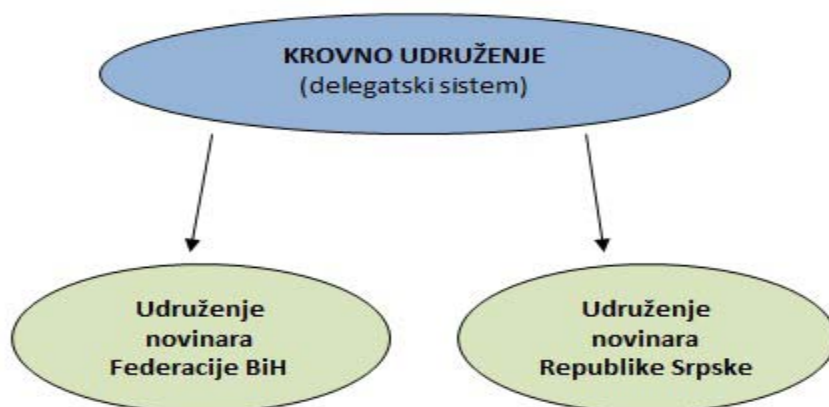 KROVNO UDRUŽENJE
(delegatski sistem)
Udruženje
novinara
Federacije BiH
Udruženje
novinara
Republike Srpske